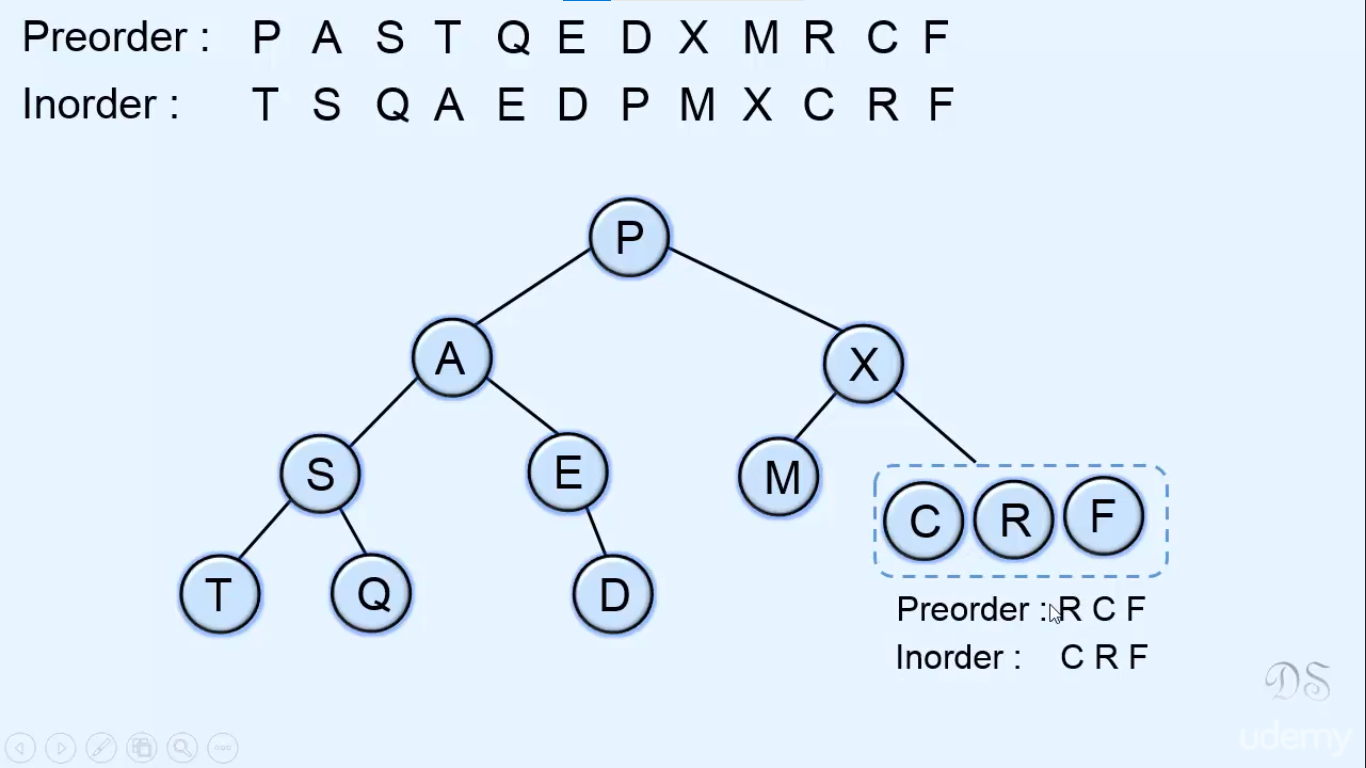 Preorder : P A S T Q E D X M R C F
Inorder : T S Q A E D P M X C R F
P
A
X
S
E
M
C R F
T
Q
D
Preorder : R C F
Inorder : C R F
DS
udemy